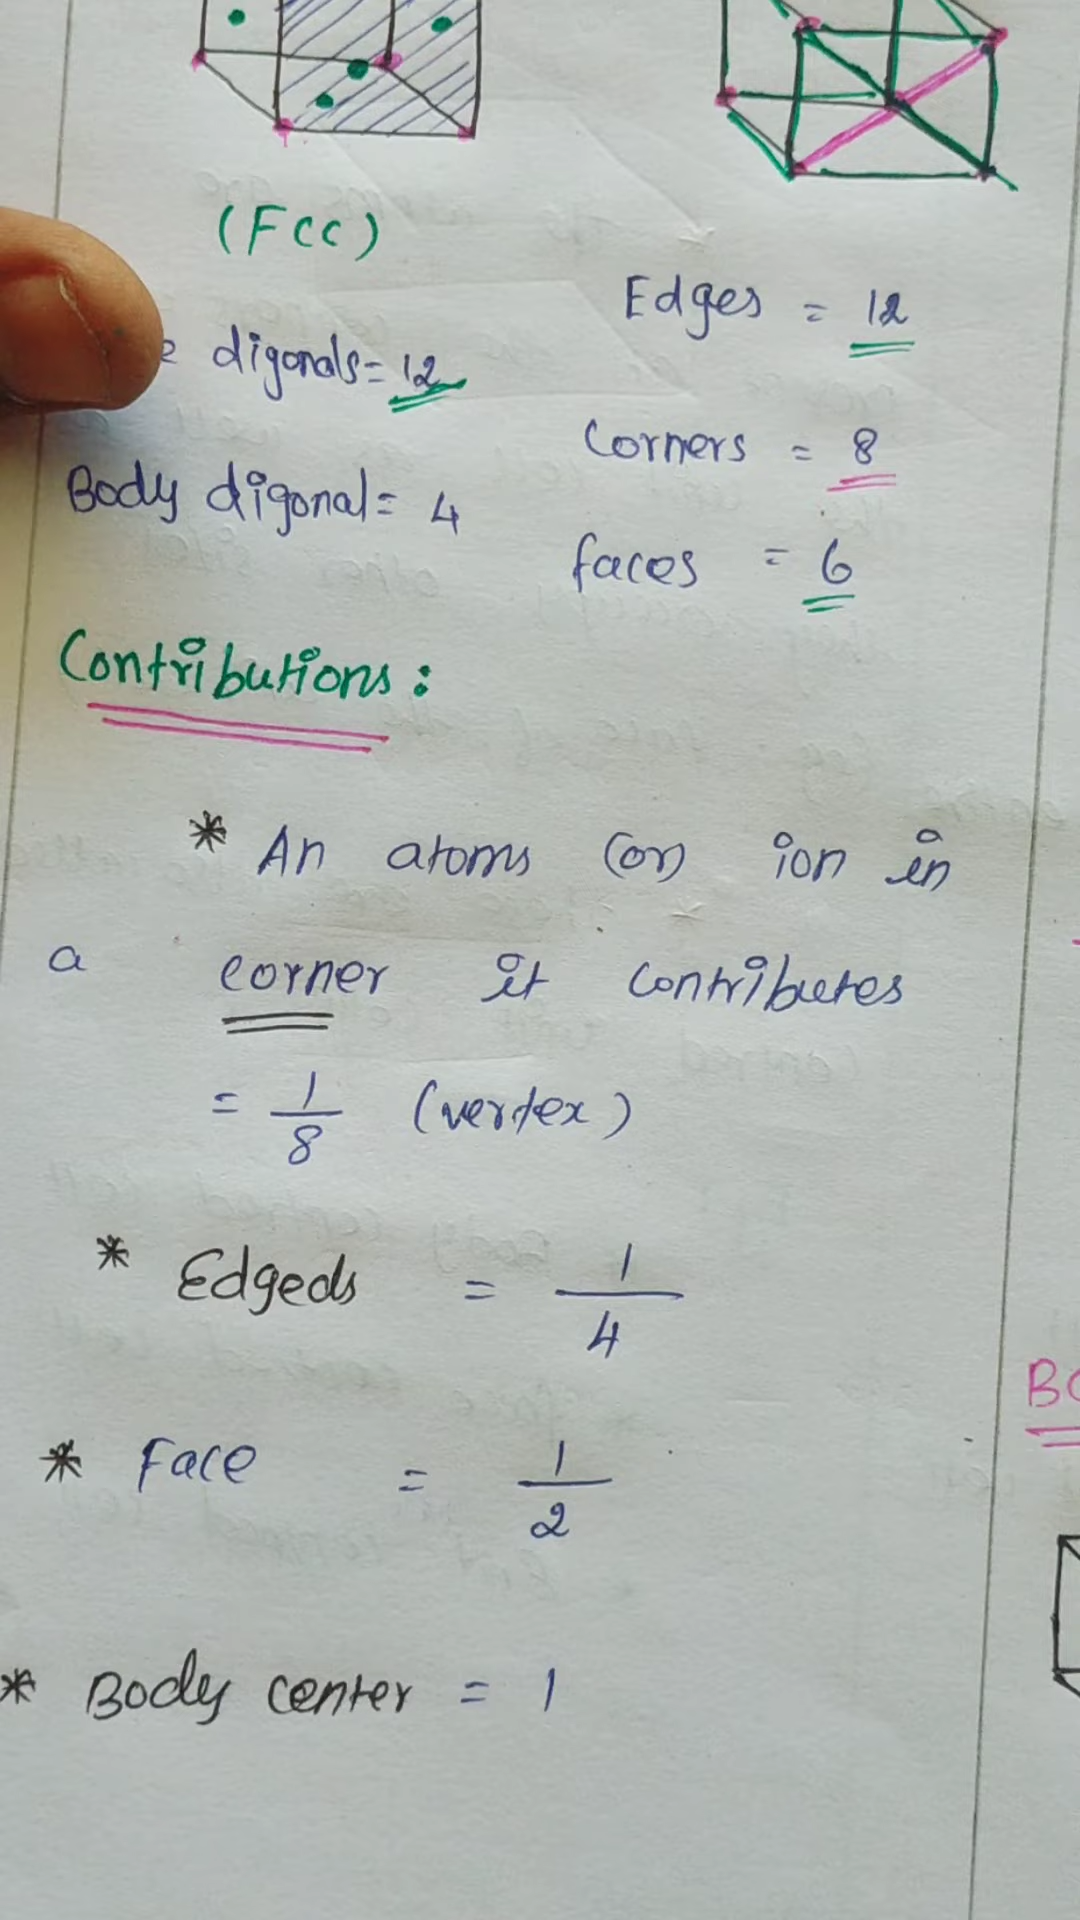 (FCC)
Edges = 12
digonals = 12
Corners = 8
Body digonal = 4
faces = 6
Contributions :
* An atoms (or) ion in
a corner it contributes
= 1/8 (vertex)
* Edgeds = 1/4
* Face = 1/2
* Body center = 1